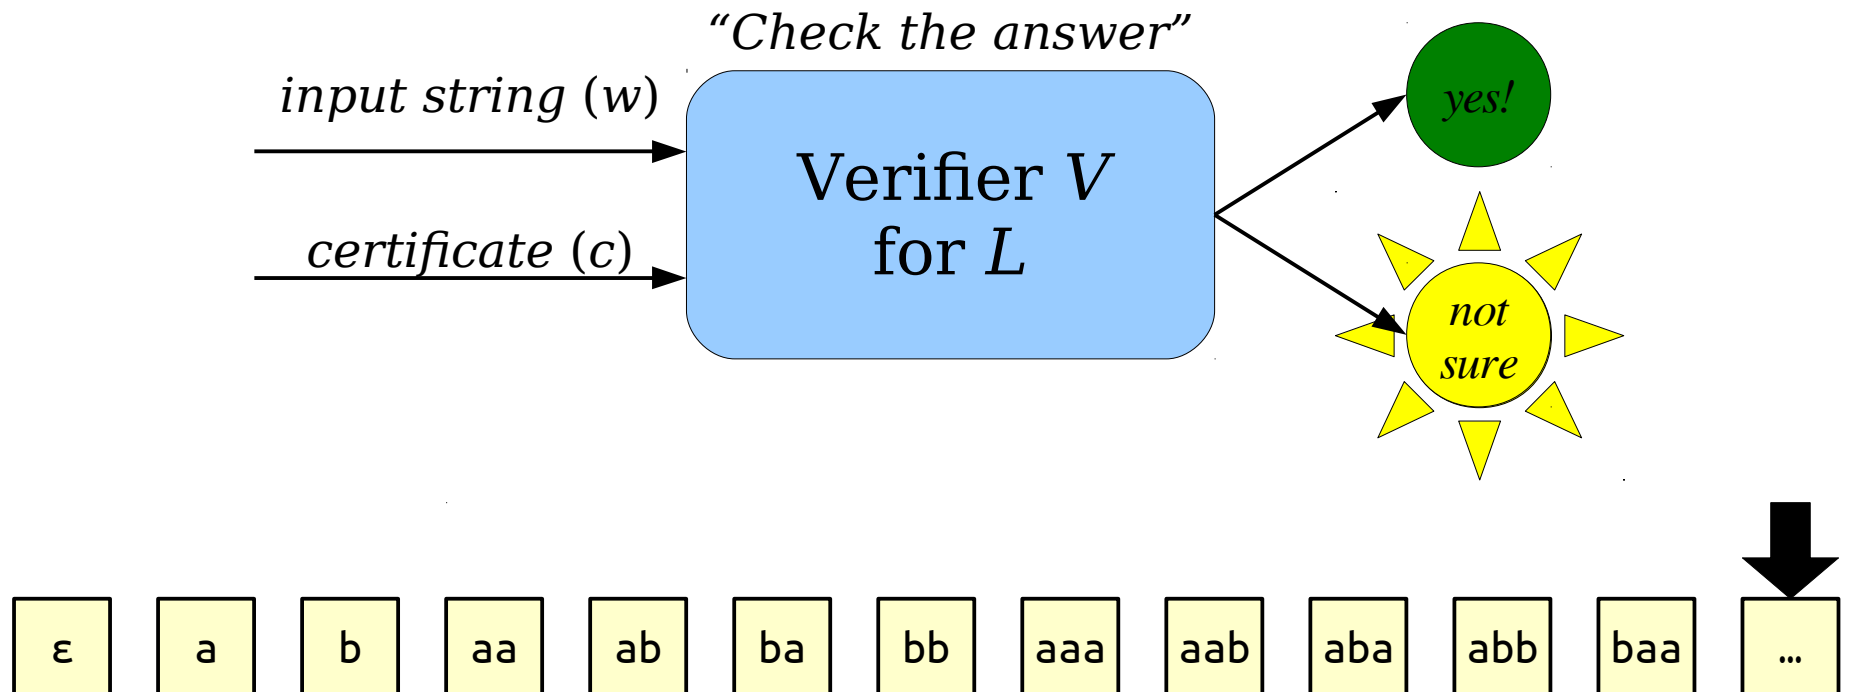 “Check the answer”
input string (w)
certificate (c)
Verifier V
for L
yes!
not
sure
ε a b aa ab ba bb aaa aab aba abb baa ...